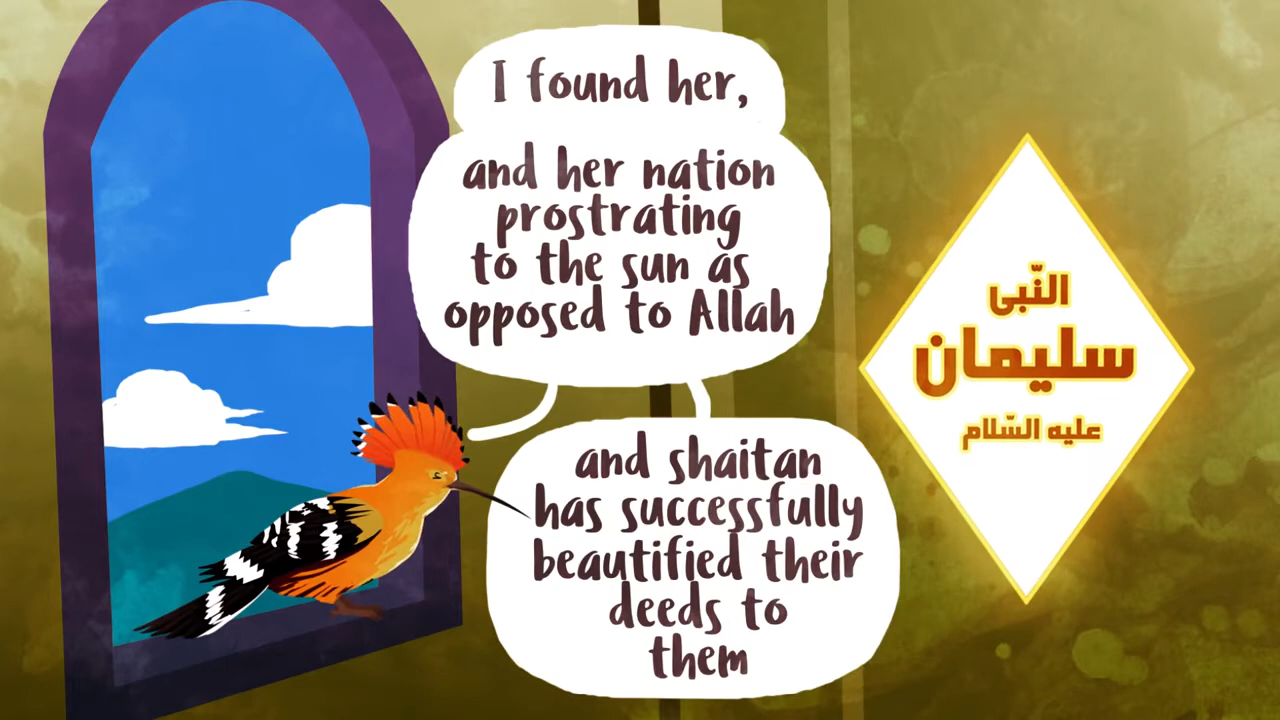 I found her,
and her nation
prostrating
to the sun as
opposed to Allah
and shaitan
has successfully
beautified their
deeds to
them
النّبى
سليمان
عليه السّلام